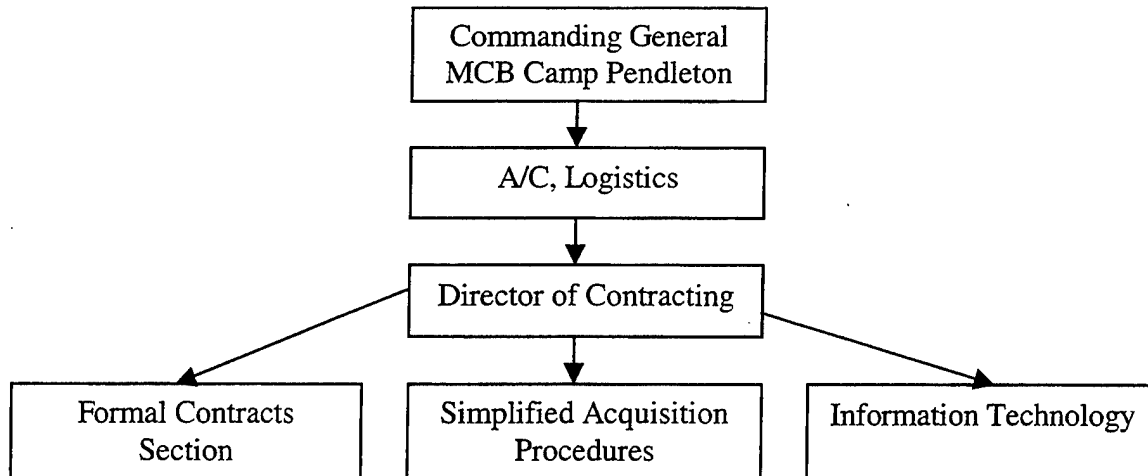 Commanding General
MCB Camp Pendleton
A/C, Logistics
Director of Contracting
Formal Contracts
Section
Simplified Acquisition
Procedures
Information Technology